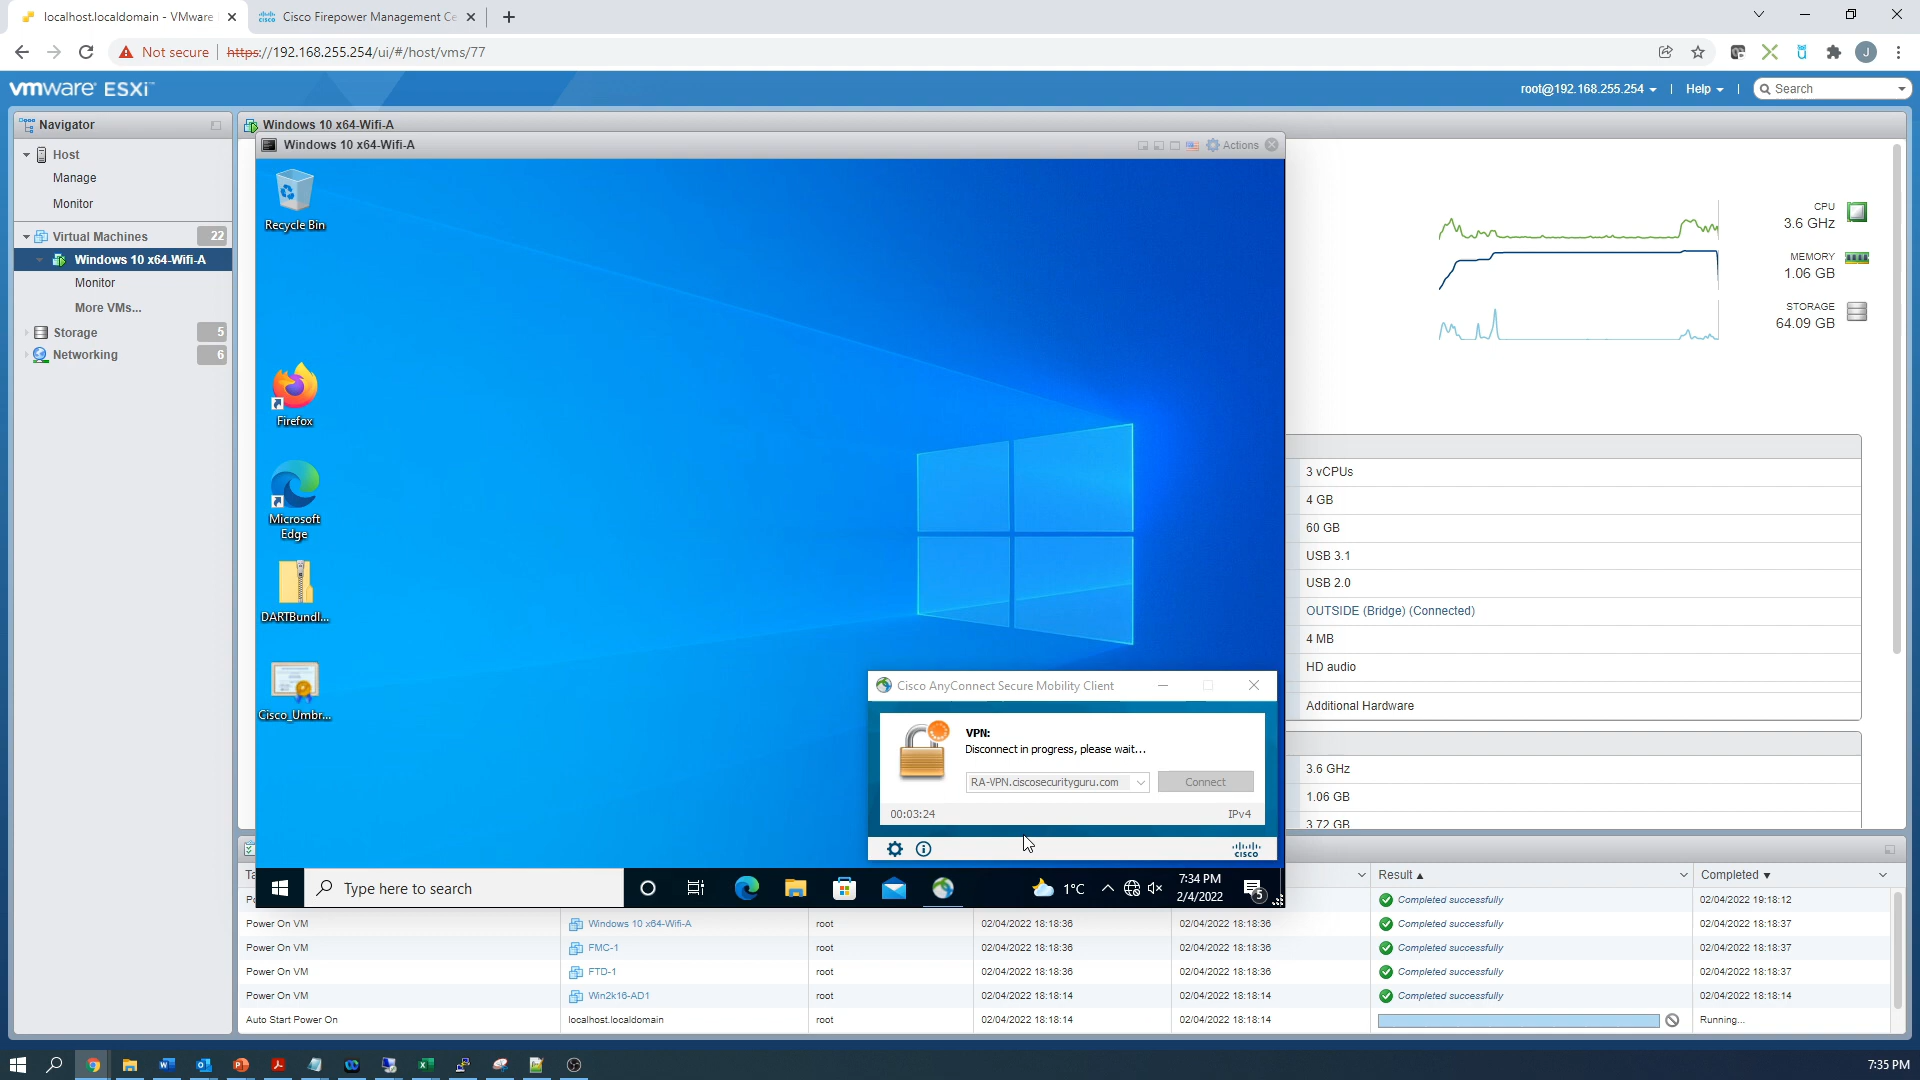 localhost.localdomain - VMware
Cisco Firepower Management Ce
Not secure
https://192.168.255.254/ui/#/host/vms/77
J
vmware ESXi
root@192.168.255.254
Help
Search
Navigator
Host
Manage
Monitor
Virtual Machines 22
Windows 10 x64-Wifi-A
Monitor
More VMs...
Storage 5
Networking 6
Windows 10 x64-Wifi-A
Windows 10 x64-Wifi-A
Actions
Recycle Bin
Firefox
Microsoft
Edge
DARTBundl...
Cisco_Umbr...
CPU
3.6 GHz
MEMORY
1.06 GB
STORAGE
64.09 GB
3 vCPUs
4 GB
60 GB
USB 3.1
USB 2.0
OUTSIDE (Bridge) (Connected)
4 MB
HD audio
Additional Hardware
3.6 GHz
1.06 GB
3.72 GB
Cisco AnyConnect Secure Mobility Client
VPN:
Disconnect in progress, please wait...
RA-VPN.ciscosecurityguru.com
Connect
00:03:24
IPv4
cisco
Type here to search
1°C
7:34 PM
2/4/2022
5
Result
Completed
Completed successfully 02/04/2022 19:18:12
Power On VM Windows 10 x64-Wifi-A root 02/04/2022 18:18:36 02/04/2022 18:18:36 Completed successfully 02/04/2022 18:18:37
Power On VM FMC-1 root 02/04/2022 18:18:36 02/04/2022 18:18:36 Completed successfully 02/04/2022 18:18:37
Power On VM FTD-1 root 02/04/2022 18:18:36 02/04/2022 18:18:36 Completed successfully 02/04/2022 18:18:37
Power On VM Win2k16-AD1 root 02/04/2022 18:18:14 02/04/2022 18:18:14 Completed successfully 02/04/2022 18:18:14
Auto Start Power On localhost.localdomain root 02/04/2022 18:18:14 02/04/2022 18:18:14 Running...
7:35 PM